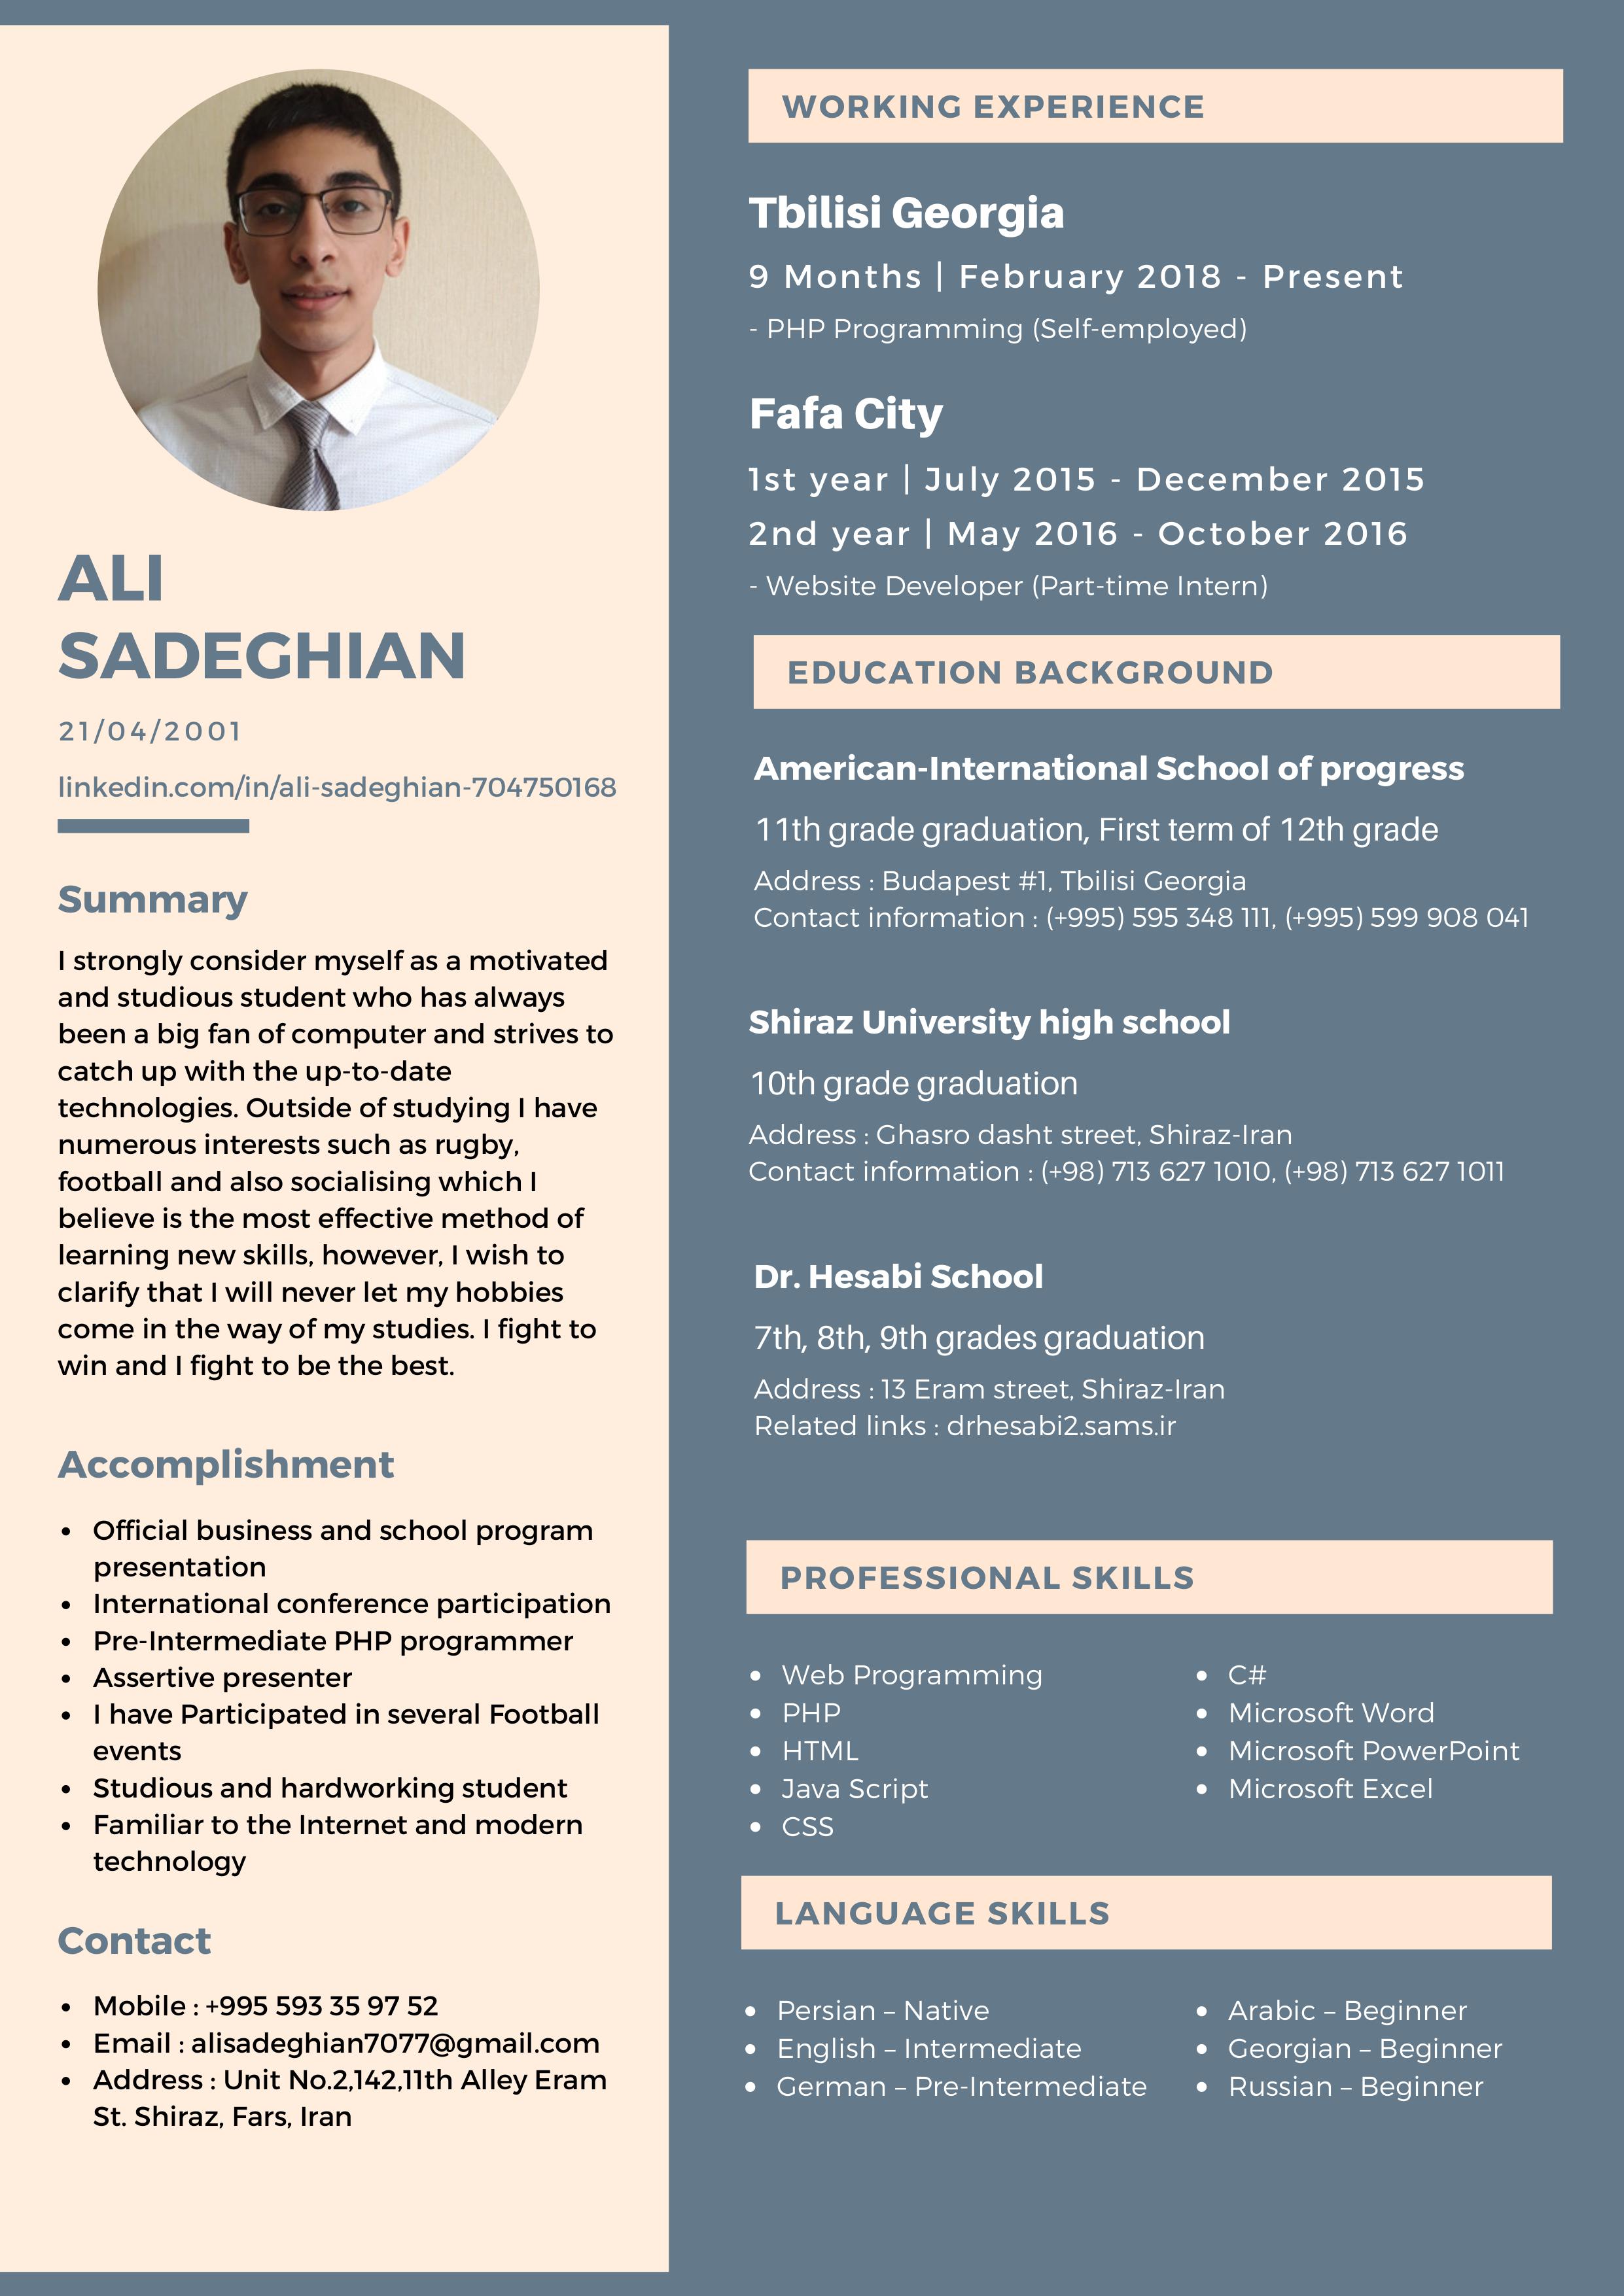 ALI
SADEGHIAN
21/04/2001
linkedin.com/in/ali-sadeghian-704750168
Summary
I strongly consider myself as a motivated
and studious student who has always
been a big fan of computer and strives to
catch up with the up-to-date
technologies. Outside of studying I have
numerous interests such as rugby,
football and also socialising which I
believe is the most effective method of
learning new skills, however, I wish to
clarify that I will never let my hobbies
come in the way of my studies. I fight to
win and I fight to be the best.
Accomplishment
• Official business and school program
presentation
• International conference participation
• Pre-Intermediate PHP programmer
• Assertive presenter
• I have Participated in several Football
events
• Studious and hardworking student
• Familiar to the Internet and modern
technology
Contact
• Mobile : +995 593 35 97 52
• Email : alisadeghian7077@gmail.com
• Address : Unit No.2,142,11th Alley Eram
St. Shiraz, Fars, Iran
WORKING EXPERIENCE
Tbilisi Georgia
9 Months | February 2018 - Present
- PHP Programming (Self-employed)
Fafa City
1st year | July 2015 - December 2015
2nd year | May 2016 - October 2016
- Website Developer (Part-time Intern)
EDUCATION BACKGROUND
American-International School of progress
11th grade graduation, First term of 12th grade
Address : Budapest #1, Tbilisi Georgia
Contact information : (+995) 595 348 111, (+995) 599 908 041
Shiraz University high school
10th grade graduation
Address : Ghasro dasht street, Shiraz-Iran
Contact information : (+98) 713 627 1010, (+98) 713 627 1011
Dr. Hesabi School
7th, 8th, 9th grades graduation
Address : 13 Eram street, Shiraz-Iran
Related links : drhesabi2.sams.ir
PROFESSIONAL SKILLS
• Web Programming
• PHP
• HTML
• Java Script
• CSS
• C#
• Microsoft Word
• Microsoft PowerPoint
• Microsoft Excel
LANGUAGE SKILLS
• Persian – Native
• English – Intermediate
• German – Pre-Intermediate
• Arabic – Beginner
• Georgian – Beginner
• Russian – Beginner